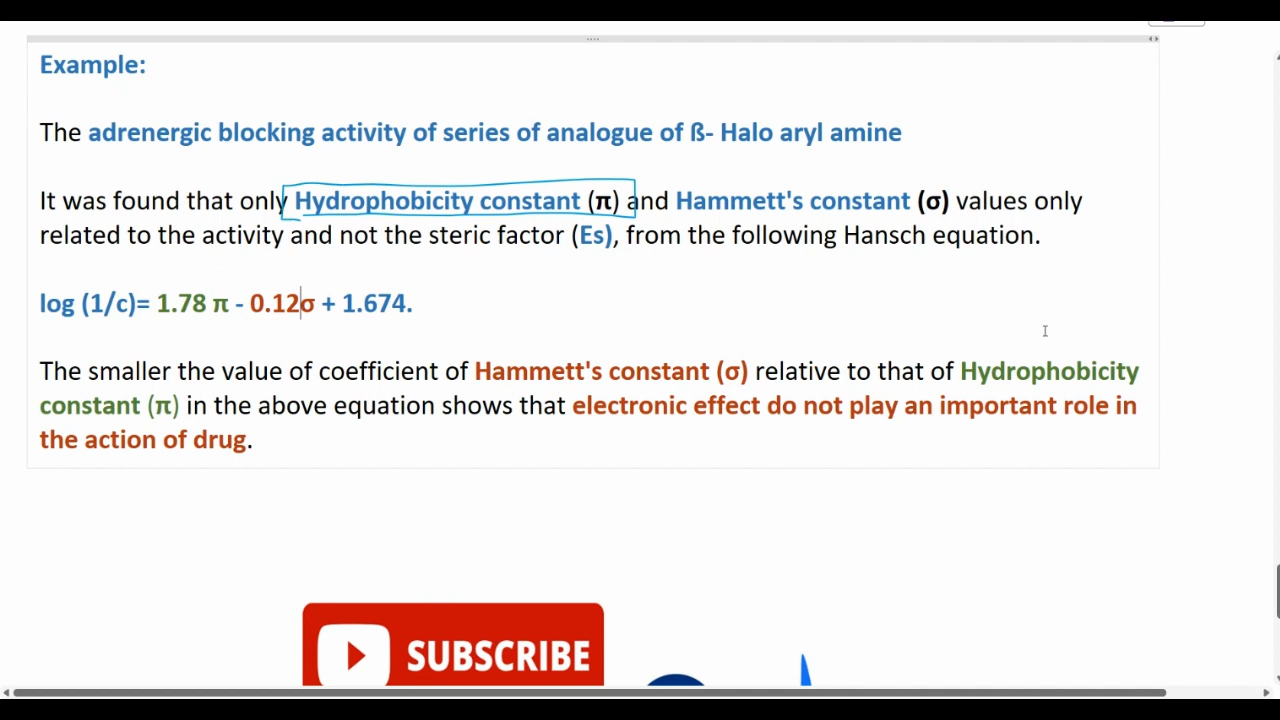 Example:
The adrenergic blocking activity of series of analogue of ß- Halo aryl amine
It was found that only Hydrophobicity constant (π) and Hammett's constant (σ) values only
related to the activity and not the steric factor (Es), from the following Hansch equation.
log (1/c)= 1.78 π - 0.12σ + 1.674.
The smaller the value of coefficient of Hammett's constant (σ) relative to that of Hydrophobicity
constant (π) in the above equation shows that electronic effect do not play an important role in
the action of drug.
SUBSCRIBE